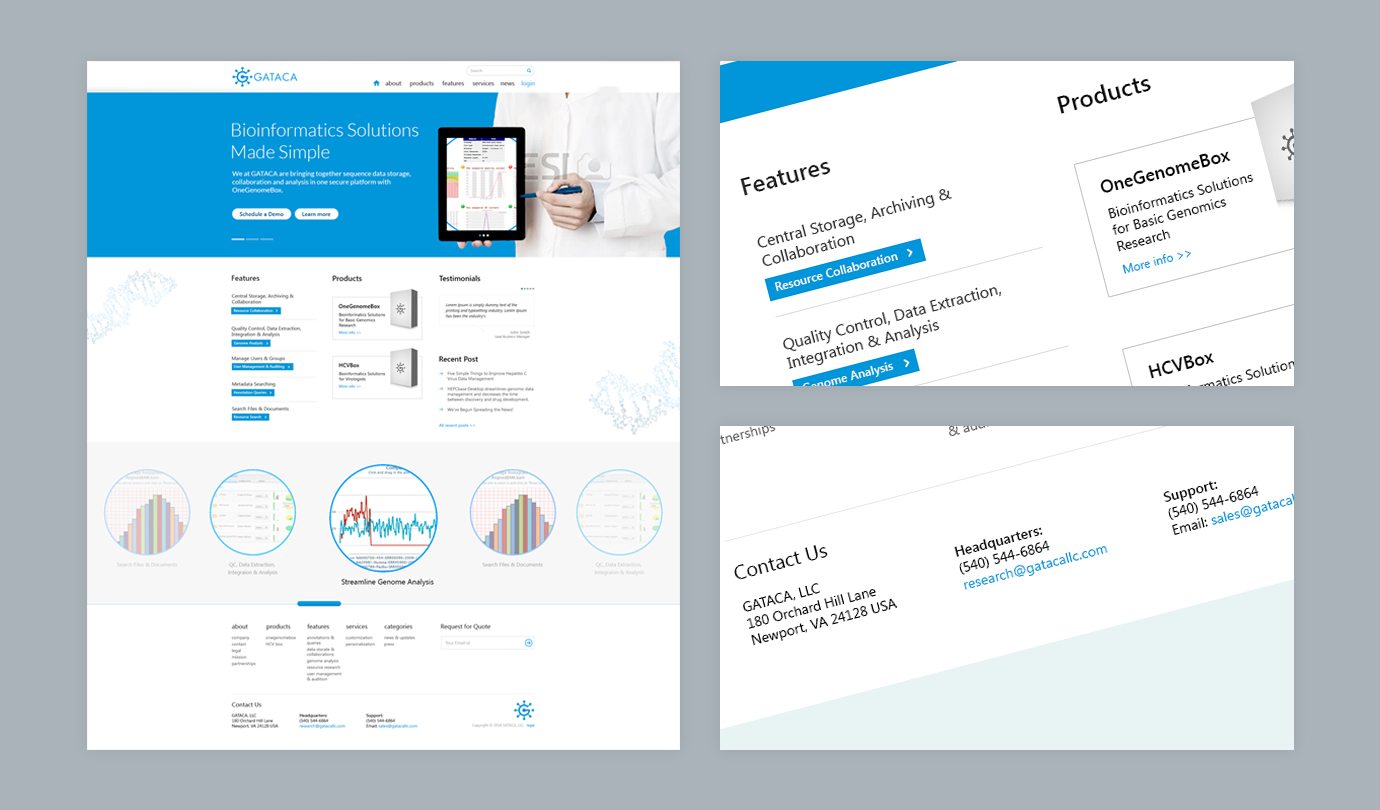 GATACA
Search
about products features services news login
Bioinformatics Solutions
Made Simple
We at GATACA are bringing together sequence data storage,
collaboration and analysis in one secure platform with
OneGenomeBox.
Schedule a Demo Learn more
Features
Central Storage, Archiving &
Collaboration
Resource Collaboration >
Quality Control, Data Extraction,
Integration & Analysis
Genome Analysis >
Manage Users & Groups
User Management & Auditing >
Metadata Searching
Annotation Queries >
Search Files & Documents
Resource Search >
Products
OneGenomeBox
Bioinformatics Solutions
for Basic Genomics
Research
More info >>
HCVBox
Bioinformatics Solutions
for Virologists
More info >>
Testimonials
Lorem Ipsum is simply dummy text of the
printing and typesetting industry. Lorem Ipsum
has been the industry's
John Smith
Lead Business Manager
Recent Post
Five Simple Things to Improve Hepatitis C
Virus Data Management
HEPCbase Desktop streamlines genomic data
management and decreases the time
between discovery and drug development.
We've Begun Spreading the News!
All recent posts >>
Search Files & Documents
QC, Data Extraction,
Integration & Analysis
Click and drag in the
Streamline Genome Analysis
Search Files & Documents
QC, Data Extraction,
Integration & Analysis
about
company
contact
legal
mission
partnerships
products
onegenomebox
HCV box
features
annotations &
queries
data storate &
collaborations
genome analysis
resource research
user management
& audition
services
customization
personalization
categories
news & updates
press
Request for Quote
Your Email id
Contact Us
GATACA, LLC
180 Orchard Hill Lane
Newport, VA 24128 USA
Headquarters:
(540) 544-6864
research@gatacallc.com
Support:
(540) 544-6864
Email: sales@gatacallc.com
Copyright © 2014 GATACA, LLC legal
Features
Central Storage, Archiving &
Collaboration
Resource Collaboration >
Quality Control, Data Extraction,
Integration & Analysis
Genome Analysis >
Products
OneGenomeBox
Bioinformatics Solutions
for Basic Genomics
Research
More info >>
HCVBox
matics Solution
tnerships
Contact Us
GATACA, LLC
180 Orchard Hill Lane
Newport, VA 24128 USA
Headquarters:
(540) 544-6864
research@gatacallc.com
Support:
(540) 544-6864
Email: sales@gatacal